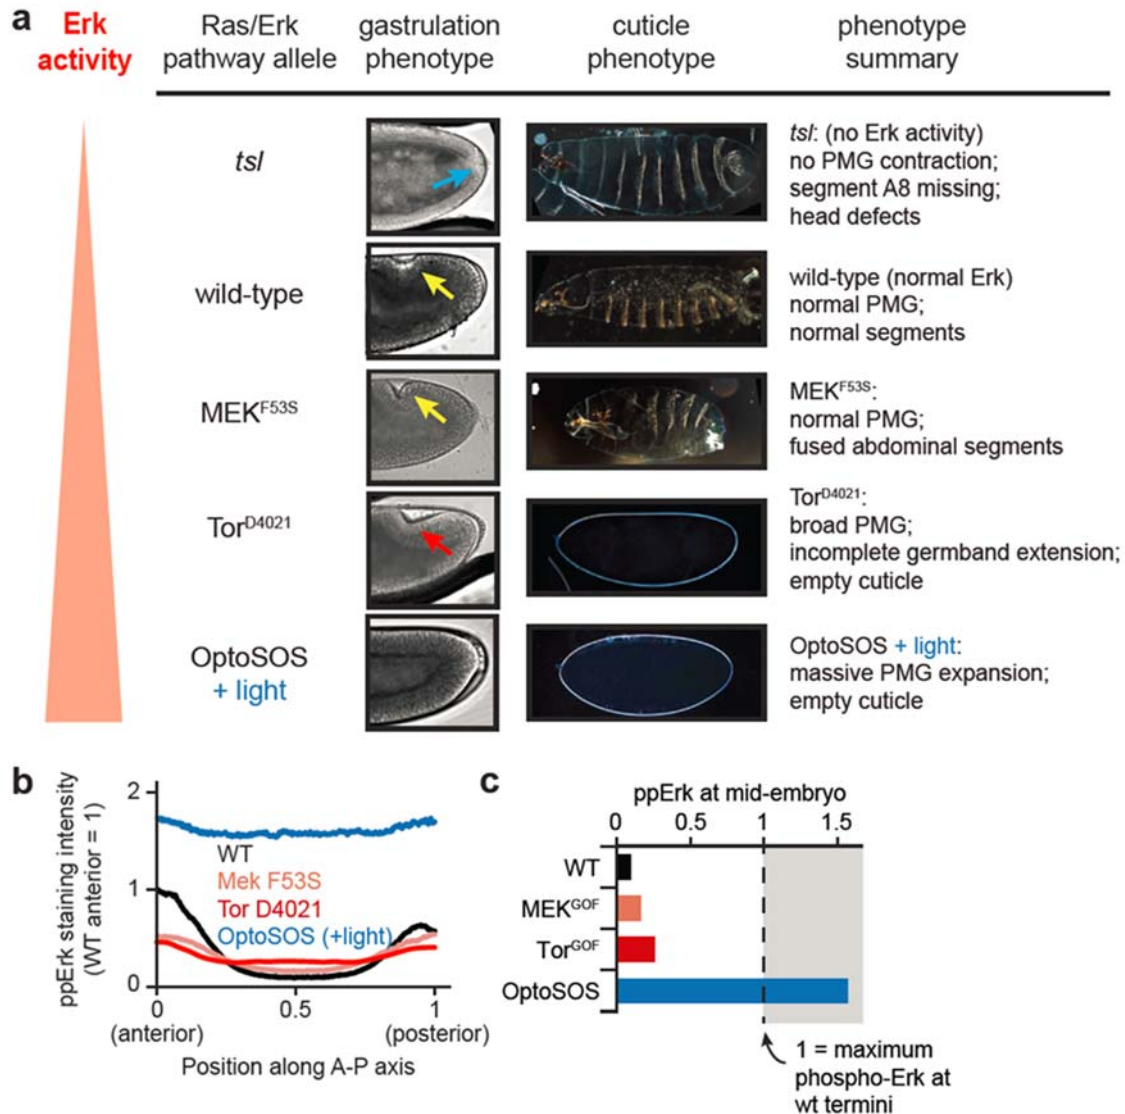 a
Erk
activity
Ras/Erk
pathway allele
gastrulation
phenotype
cuticle
phenotype
phenotype
summary
tsl
tsl: (no Erk activity)
no PMG contraction;
segment A8 missing;
head defects
wild-type
wild-type (normal Erk)
normal PMG;
normal segments
MEKF53S
MEKF53S:
normal PMG;
fused abdominal segments
TorD4021
TorD4021:
broad PMG;
incomplete germband extension;
empty cuticle
OptoSOS
+ light
OptoSOS + light:
massive PMG expansion;
empty cuticle
b
ppErk staining intensity
(WT anterior = 1)
2
1
0
WT
Mek F53S
Tor D4021
OptoSOS (+light)
0
0.5
1
(anterior)
(posterior)
Position along A-P axis
c
ppErk at mid-embryo
0 0.5 1 1.5
WT
MEKGOF
TorGOF
OptoSOS
1 = maximum
phospho-Erk at
wt termini